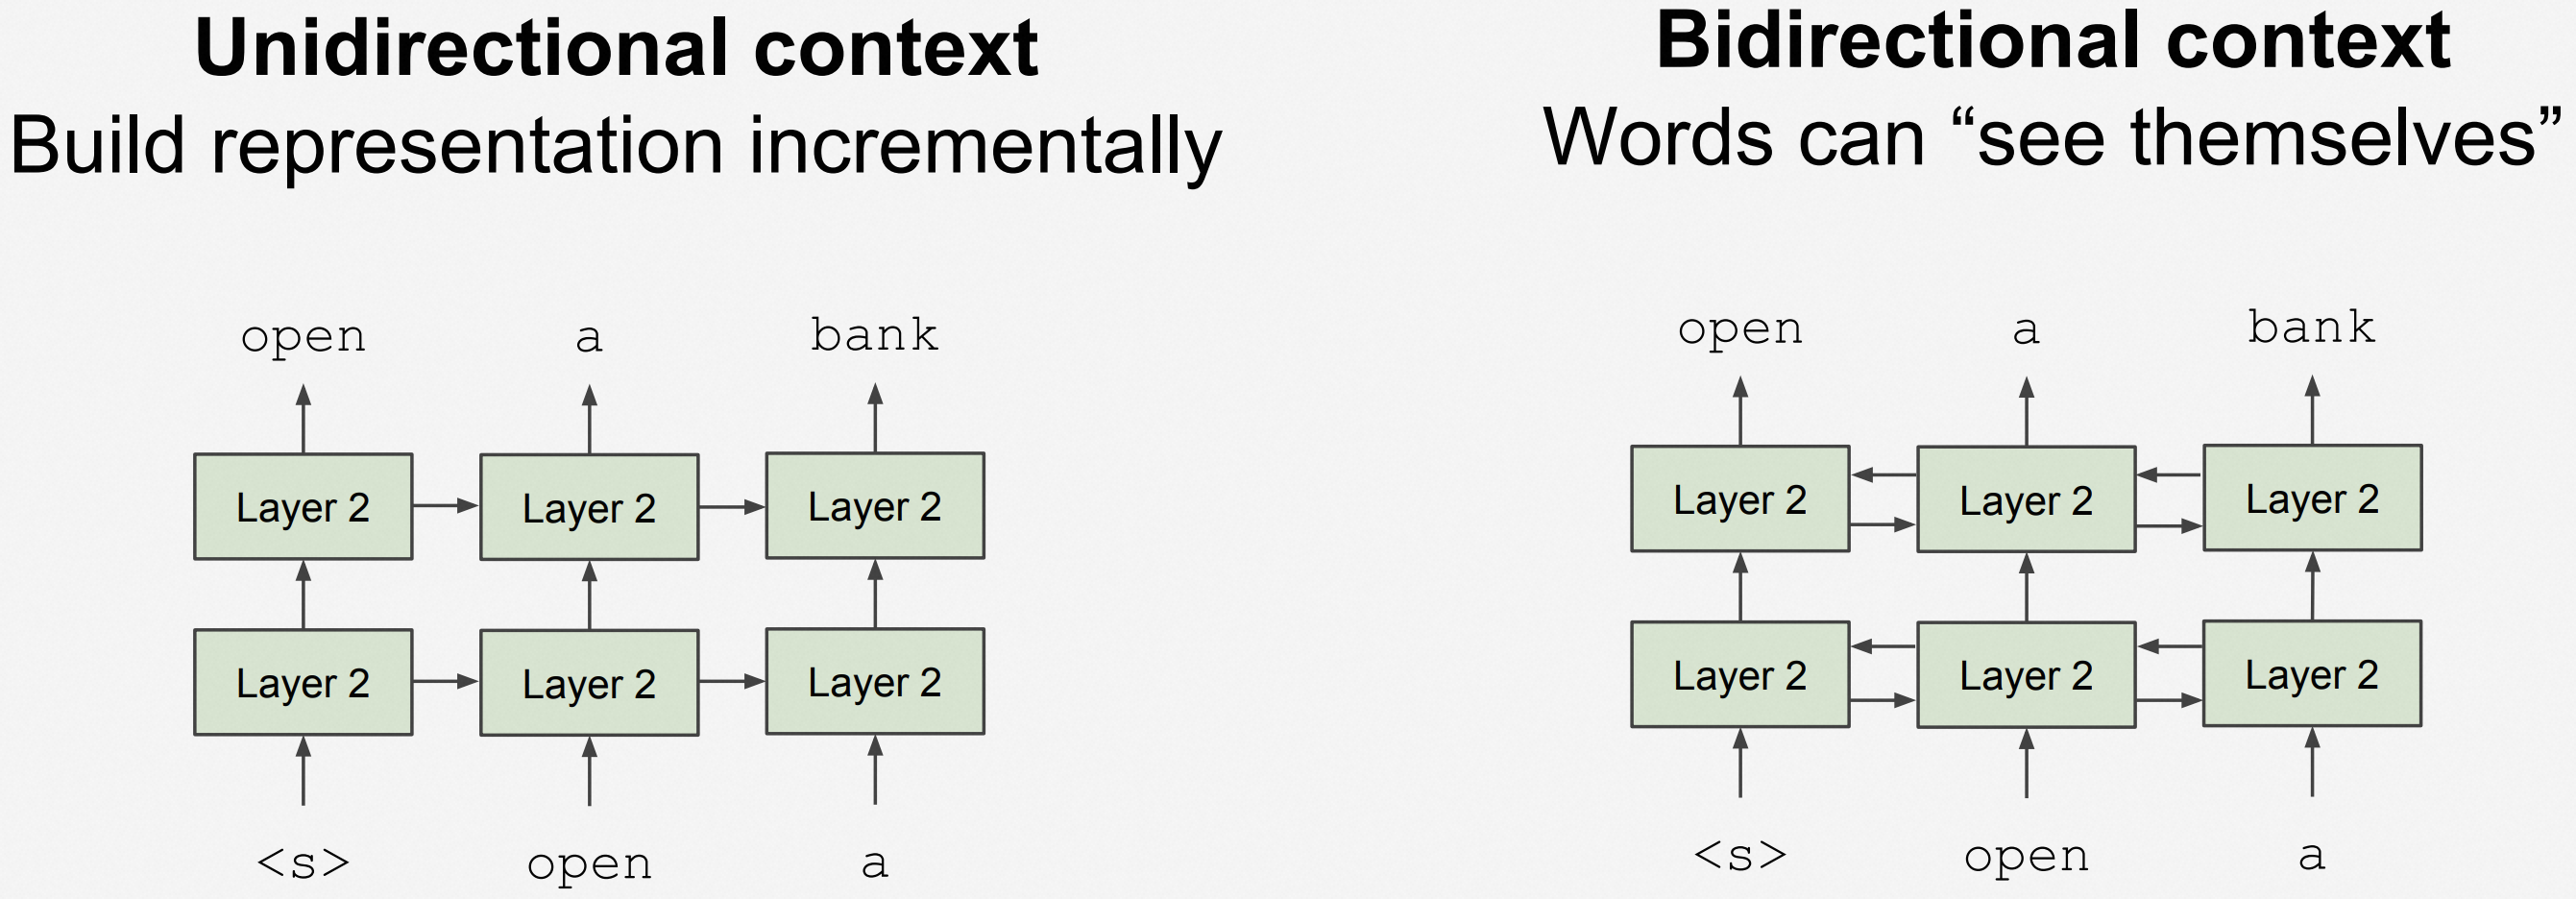 Unidirectional context
Build representation incrementally
open a bank
Layer 2 Layer 2 Layer 2
Layer 2 Layer 2 Layer 2
<s> open a
Bidirectional context
Words can “see themselves”
open a bank
Layer 2 Layer 2 Layer 2
Layer 2 Layer 2 Layer 2
<s> open a